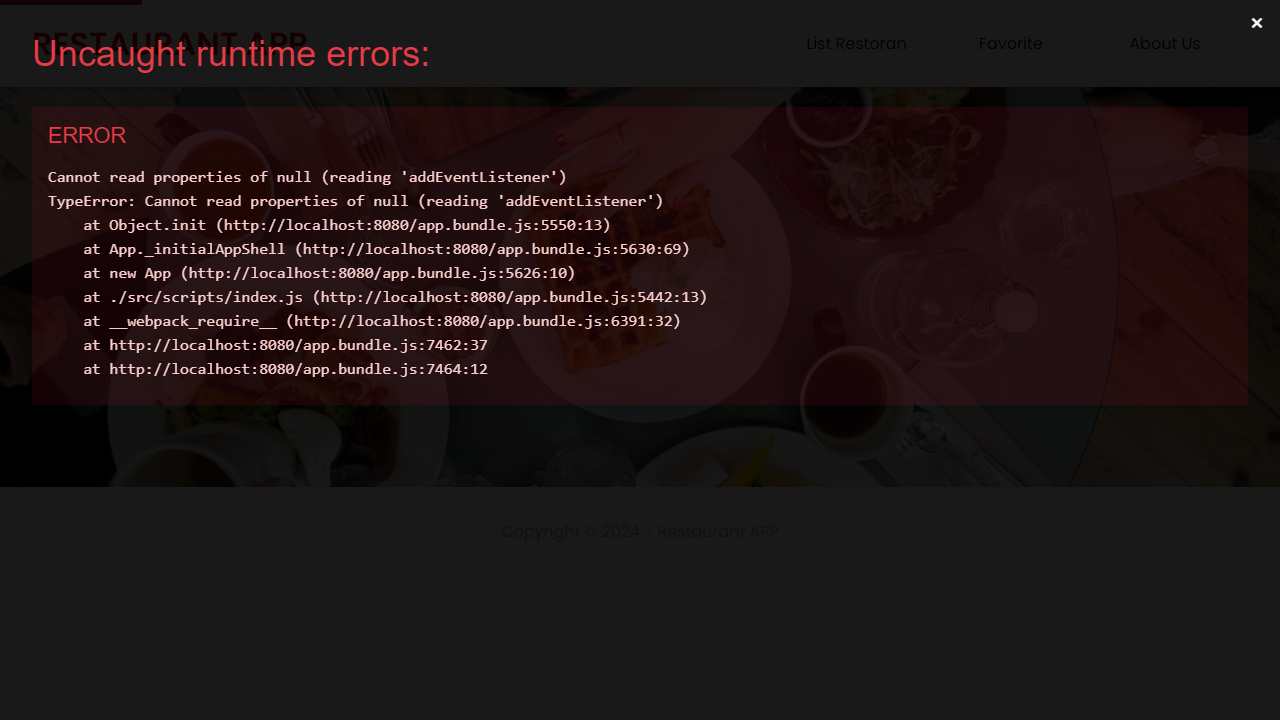 RESTAURANT APP
List Restoran Favorite About Us
Uncaught runtime errors:
ERROR
Cannot read properties of null (reading 'addEventListener')
TypeError: Cannot read properties of null (reading 'addEventListener')
at Object.init (http://localhost:8080/app.bundle.js:5550:13)
at App._initialAppShell (http://localhost:8080/app.bundle.js:5630:69)
at new App (http://localhost:8080/app.bundle.js:5626:10)
at ./src/scripts/index.js (http://localhost:8080/app.bundle.js:5442:13)
at __webpack_require__ (http://localhost:8080/app.bundle.js:6391:32)
at http://localhost:8080/app.bundle.js:7462:37
at http://localhost:8080/app.bundle.js:7464:12
Copyright © 2024 - Restaurant APP